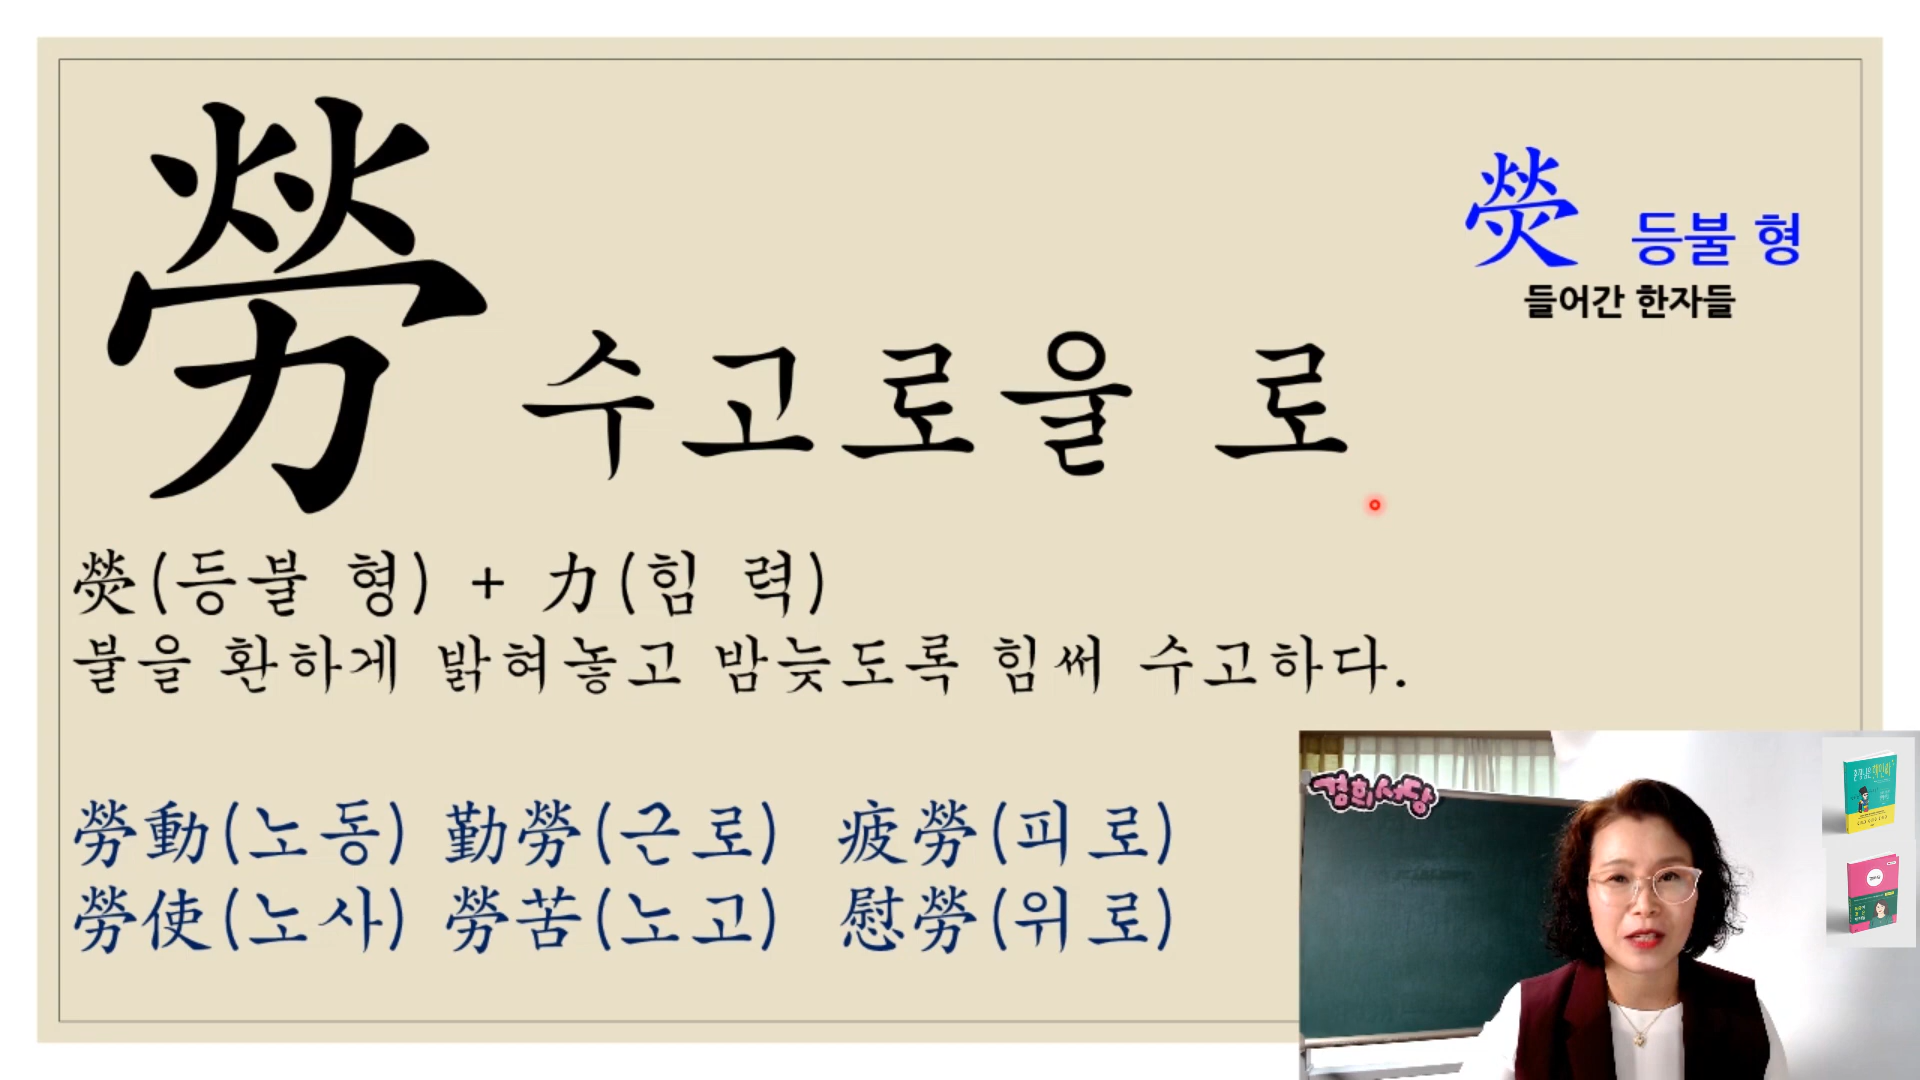 勞 수고로울 로
熒 등불 형
들어간 한자들
熒(등불 형) + 力(힘 력)
불을 환하게 밝혀놓고 밤늦도록 힘써 수고하다.
勞動(노동) 勤勞(근로) 疲勞(피로)
勞使(노사) 勞苦(노고) 慰勞(위로)
경희서당